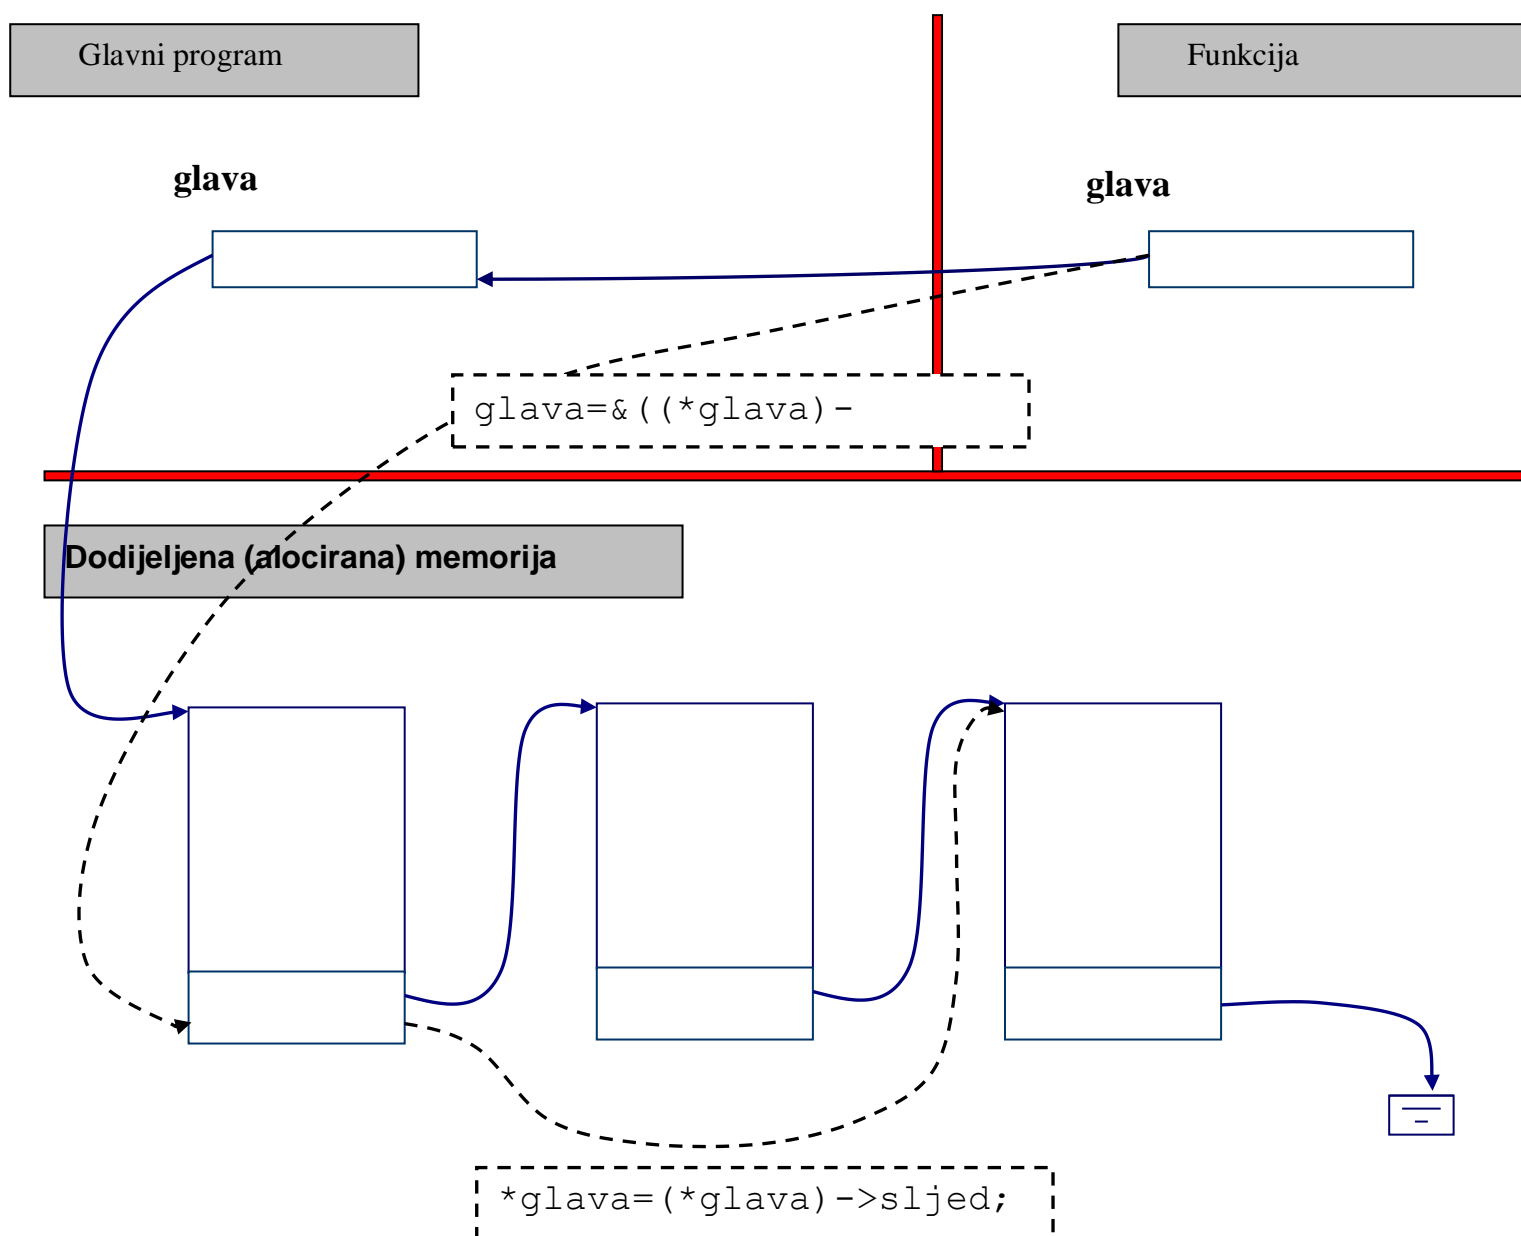 Glavni program
Funkcija
glava
glava
glava=&((*glava)-
Dodijeljena (alocirana) memorija
*glava=(*glava)->sljed;